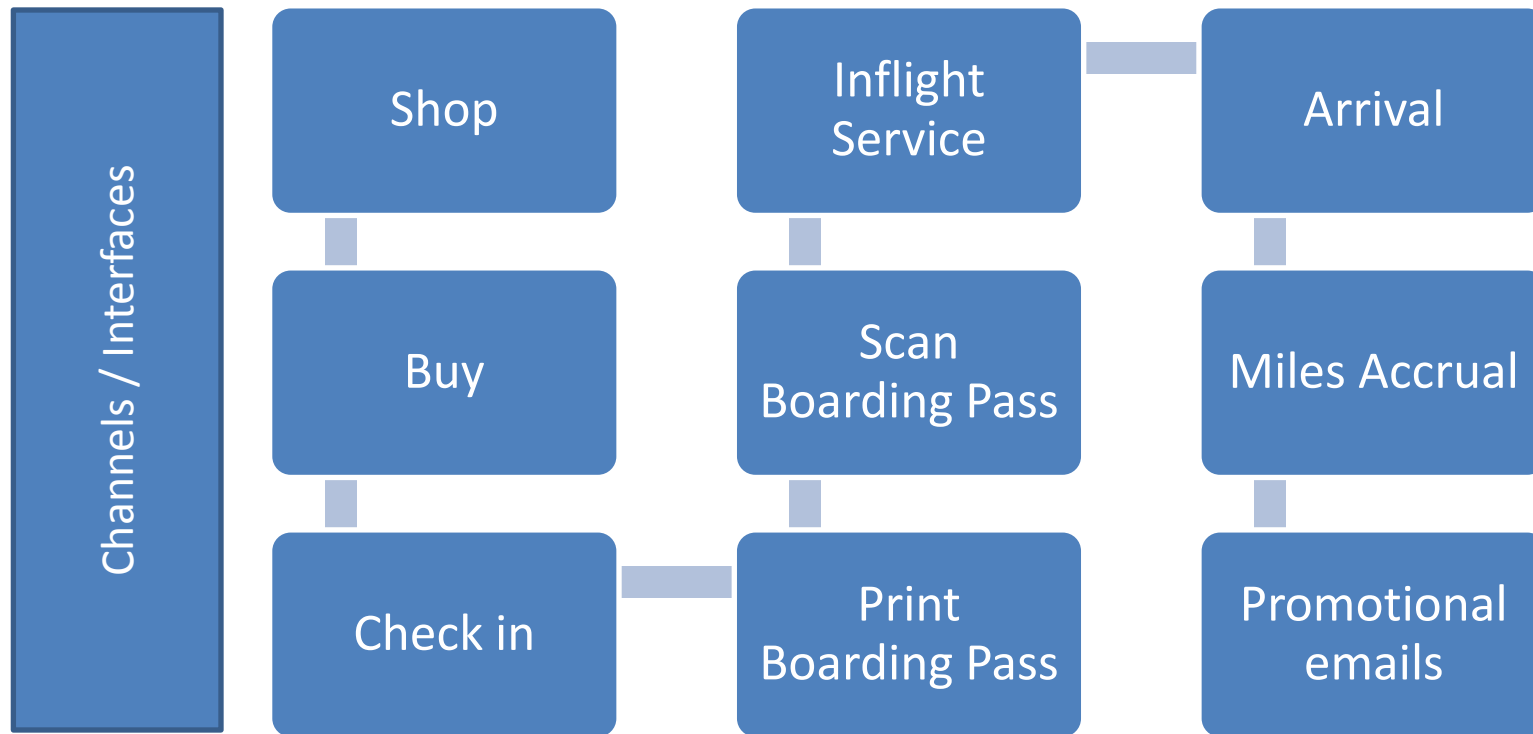 Channels / Interfaces
Shop
Buy
Check in
Print
Boarding Pass
Scan
Boarding Pass
Inflight
Service
Arrival
Miles Accrual
Promotional
emails